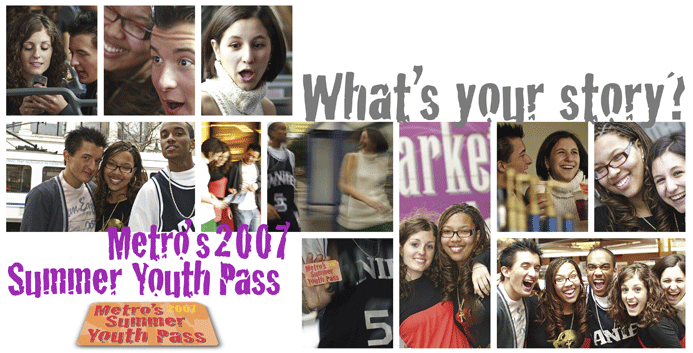 What's your story?
Metro's 2007
Summer Youth Pass
Metro's 2007
Summer
Youth Pass
arke
ANIE
Metro's
Summer
Youth Pass
5